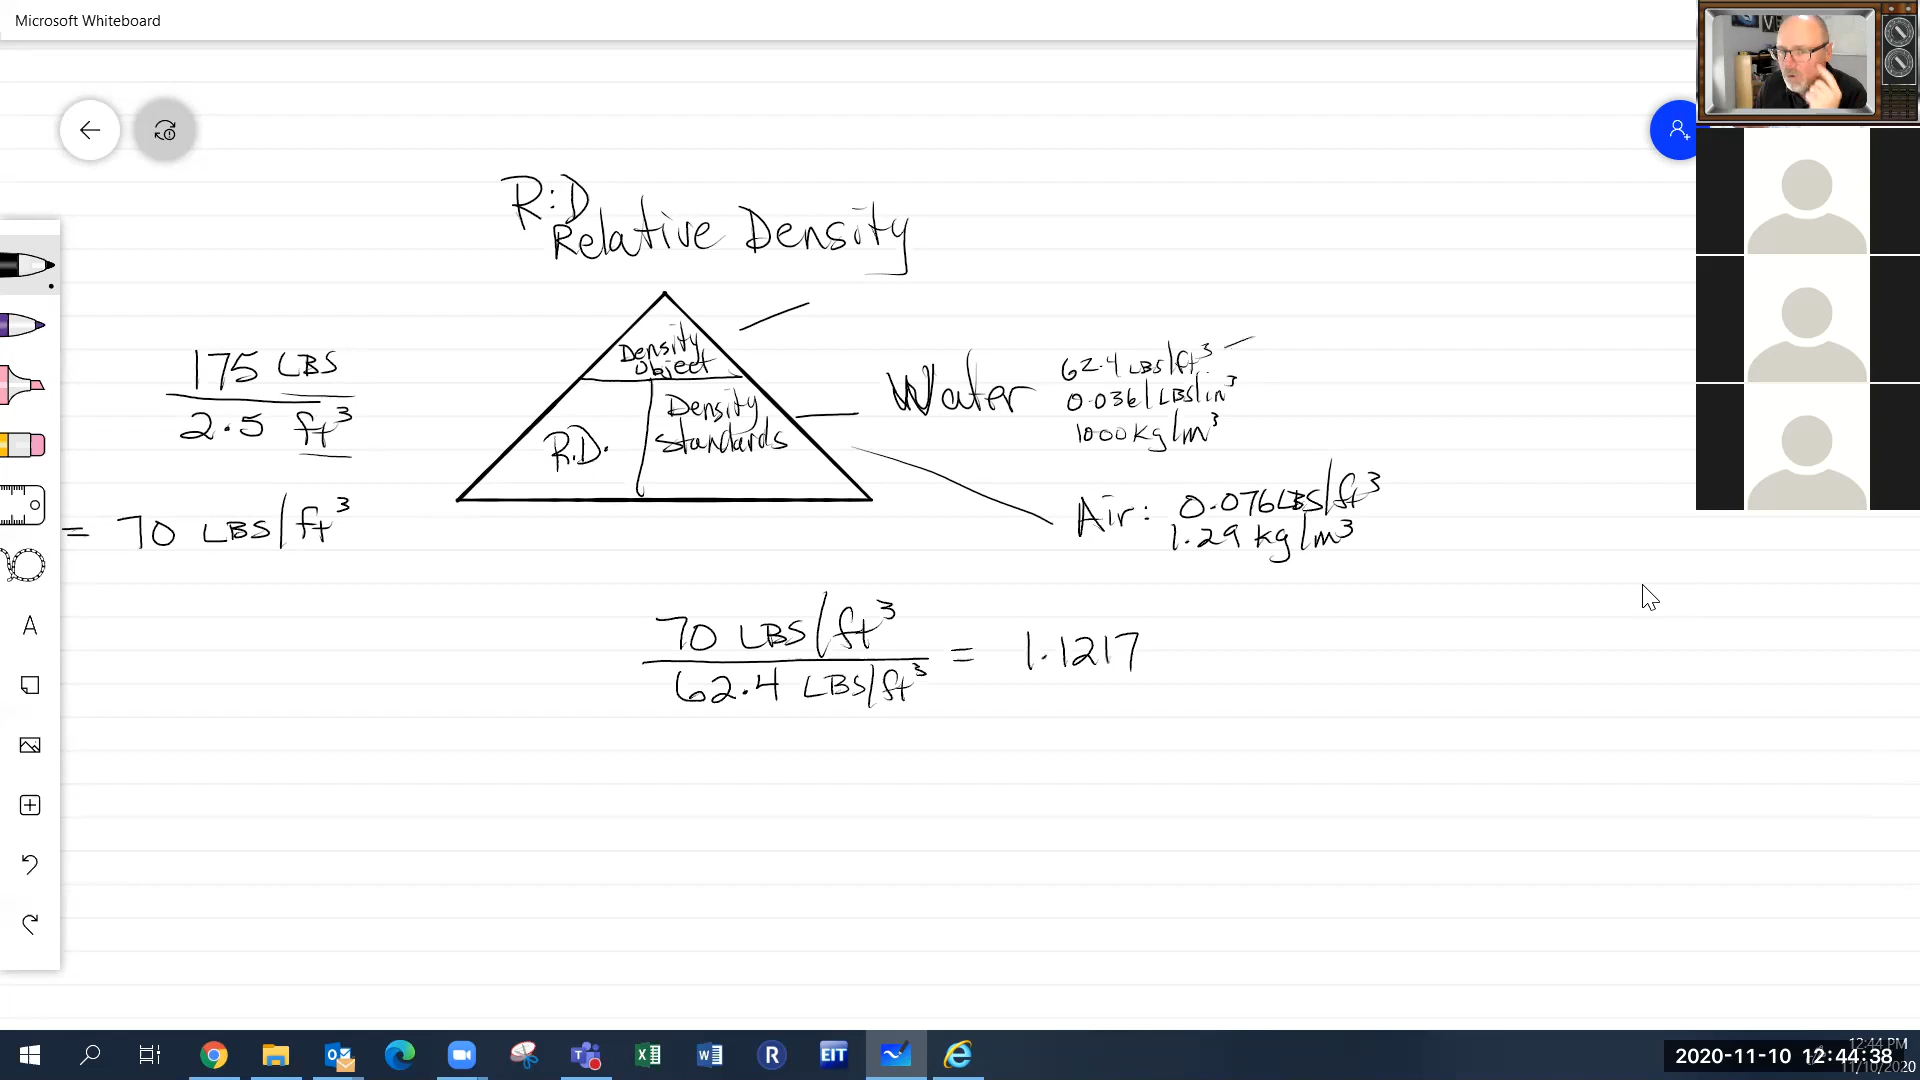 Microsoft Whiteboard
R:D
Relative Density
175 LBS
2.5 ft³
= 70 LBS/ft³
Density
Object
R.D.
Density
Standards
Water
62.4 LBS/ft³
0.0361 LBS/in³
1000 kg/m³
Air: 0.076 LBS/ft³
1.29 kg/m³
70 LBS/ft³
62.4 LBS/ft³
= 1.1217
A
R
EIT
2020-11-10 12:44:38
12:44 PM
11/10/2020